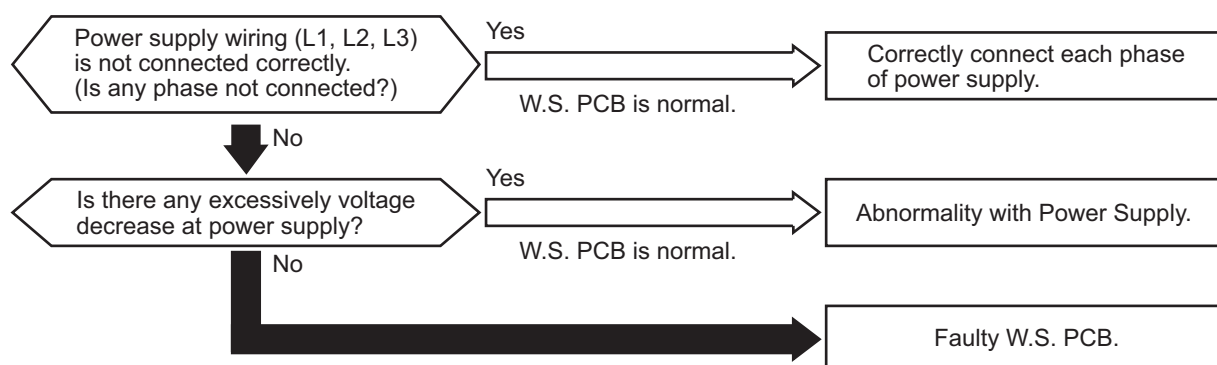 Power supply wiring (L1, L2, L3)
is not connected correctly.
(Is any phase not connected?)
Yes
W.S. PCB is normal.
Correctly connect each phase
of power supply.
No
Is there any excessively voltage
decrease at power supply?
Yes
W.S. PCB is normal.
Abnormality with Power Supply.
No
Faulty W.S. PCB.